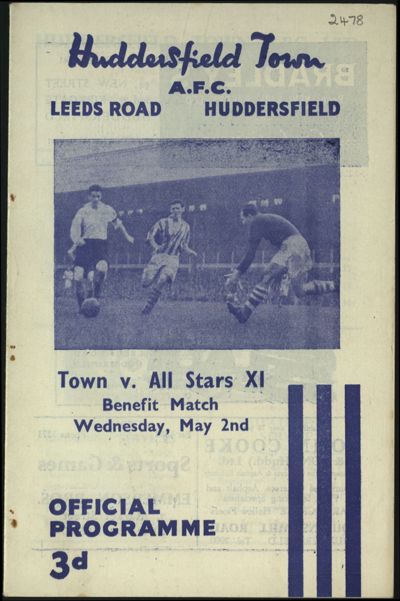 2478
Huddersfield Town
A.F.C.
LEEDS ROAD HUDDERSFIELD
Town v. All Stars XI
Benefit Match
Wednesday, May 2nd
OFFICIAL
PROGRAMME
3d